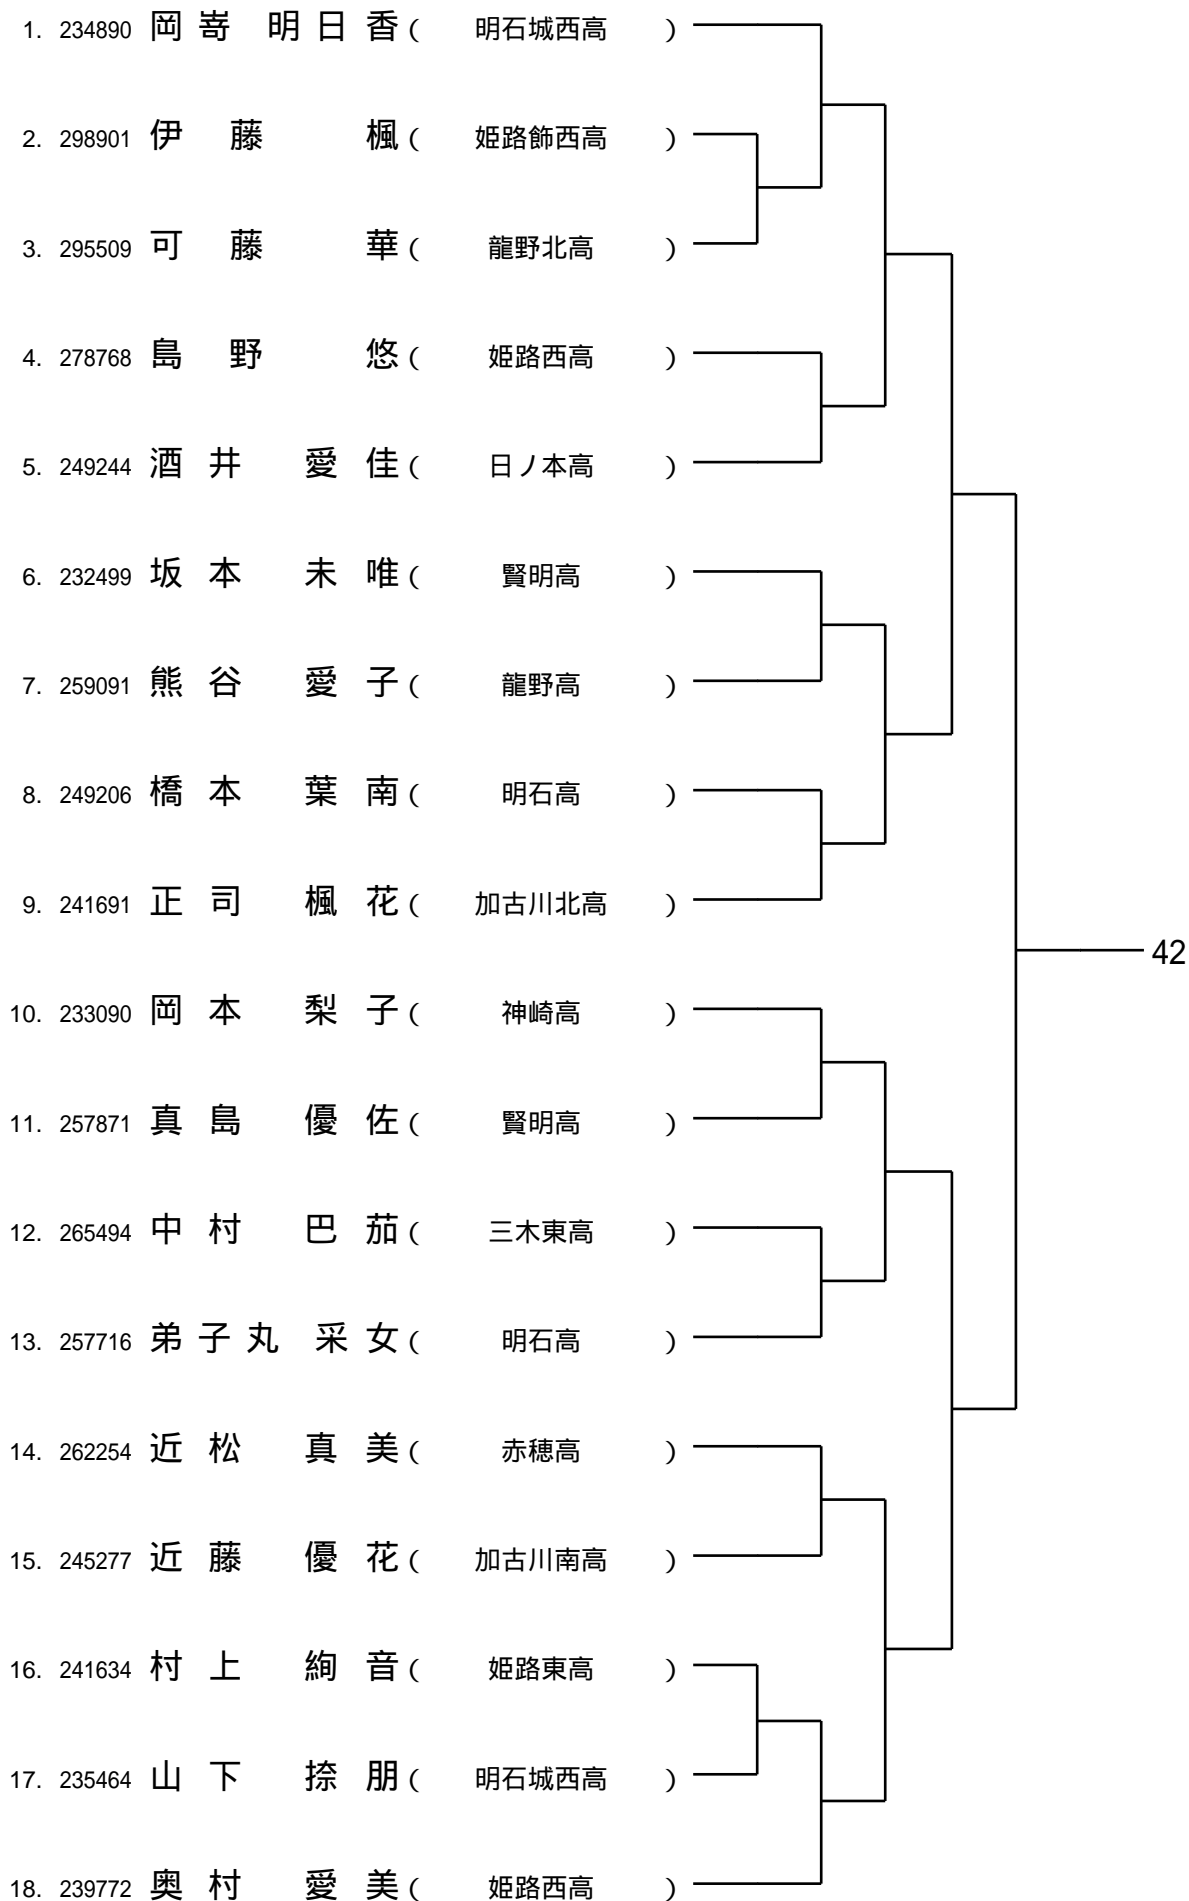 1. 234890 岡嵜 明日香 ( 明石城西高 )
2. 298901 伊藤 楓 ( 姫路飾西高 )
3. 295509 可藤 華 ( 龍野北高 )
4. 278768 島野 悠 ( 姫路西高 )
5. 249244 酒井 愛佳 ( 日ノ本高 )
6. 232499 坂本 未唯 ( 賢明高 )
7. 259091 熊谷 愛子 ( 龍野高 )
8. 249206 橋本 葉南 ( 明石高 )
9. 241691 正司 楓花 ( 加古川北高 )
42
10. 233090 岡本 梨子 ( 神崎高 )
11. 257871 真島 優佐 ( 賢明高 )
12. 265494 中村 巴茄 ( 三木東高 )
13. 257716 弟子丸 采女 ( 明石高 )
14. 262254 近松 真美 ( 赤穂高 )
15. 245277 近藤 優花 ( 加古川南高 )
16. 241634 村上 絢音 ( 姫路東高 )
17. 235464 山下 捺朋 ( 明石城西高 )
18. 239772 奥村 愛美 ( 姫路西高 )